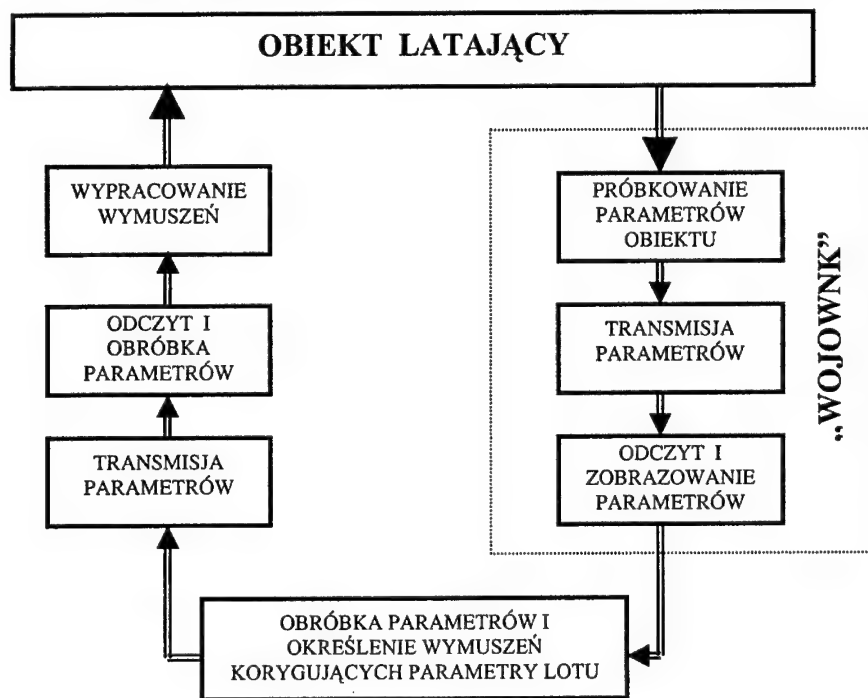 OBIEKT LATAJĄCY
WYPRACOWANIE
WYMUSZEŃ
ODCZYT I
OBRÓBKA
PARAMETRÓW
TRANSMISJA
PARAMETRÓW
PRÓBKOWANIE
PARAMETRÓW
OBIEKTU
TRANSMISJA
PARAMETRÓW
ODCZYT I
ZOBRAZOWANIE
PARAMETRÓW
„WOJOWNK”
OBRÓBKA PARAMETRÓW I
OKREŚLENIE WYMUSZEŃ
KORYGUJĄCYCH PARAMETRY LOTU